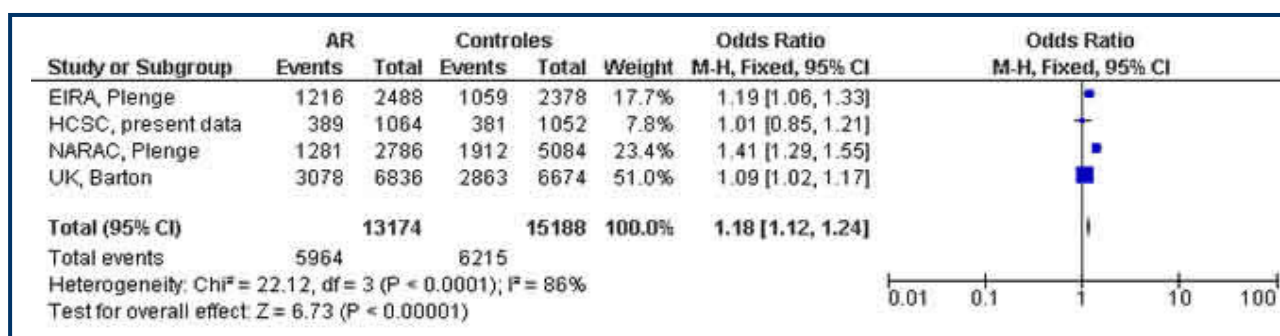 AR Controles Odds Ratio Odds Ratio
Study or Subgroup Events Total Events Total Weight M-H, Fixed, 95% CI M-H, Fixed, 95% CI
EIRA, Plenge 1216 2488 1059 2378 17.7% 1.19 [1.06, 1.33]
HCSC, present data 389 1064 381 1052 7.8% 1.01 [0.85, 1.21]
NARAC, Plenge 1281 2786 1912 5084 23.4% 1.41 [1.29, 1.55]
UK, Barton 3078 6836 2863 6674 51.0% 1.09 [1.02, 1.17]
Total (95% CI) 13174 15188 100.0% 1.18 [1.12, 1.24]
Total events 5964 6215
Heterogeneity: Chi² = 22.12, df = 3 (P < 0.0001); I² = 86%
Test for overall effect: Z = 6.73 (P < 0.00001)
0.01 0.1 1 10 100